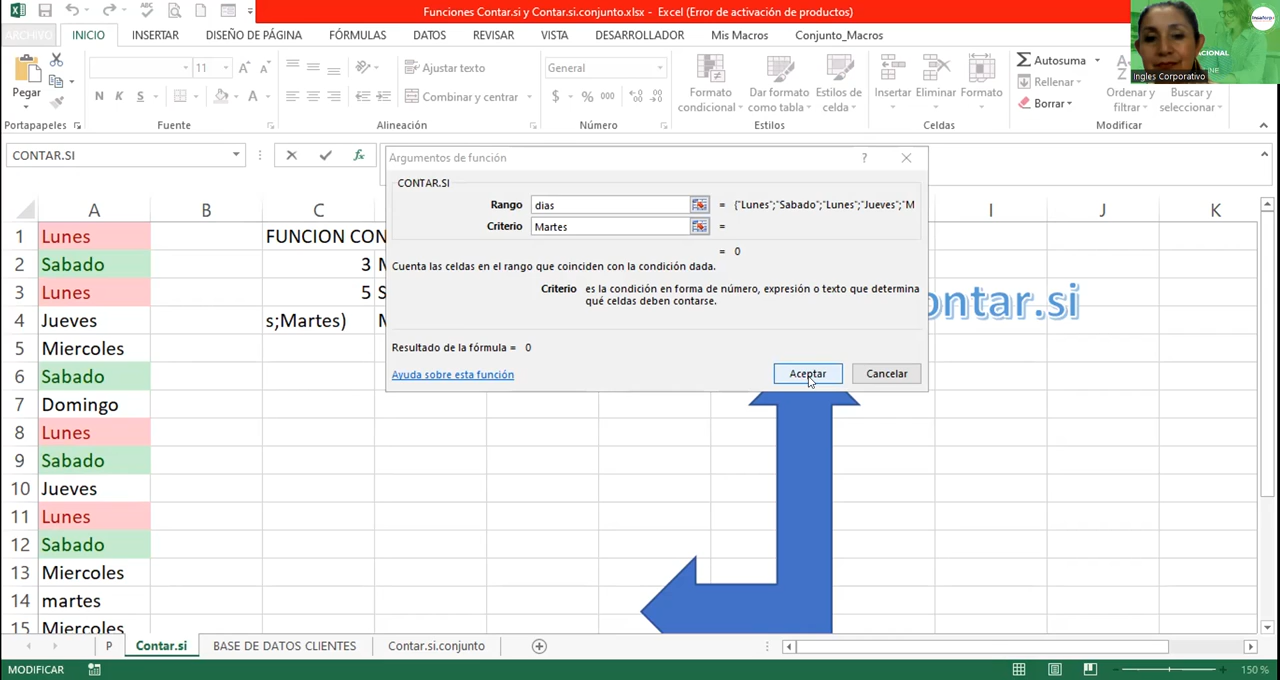 Funciones Contar.si y Contar.si.conjunto.xlsx - Excel (Error de activación de productos)
ARCHIVO INICIO INSERTAR DISEÑO DE PÁGINA FÓRMULAS DATOS REVISAR VISTA DESARROLLADOR Mis Macros Conjunto_Macros
Ingles Corporativo
Pegar
11
N K S
Ajustar texto
Combinar y centrar
General
$ % 000
Formato condicional
Dar formato como tabla
Estilos de celda
Insertar Eliminar Formato
Autosuma
Rellenar
Borrar
Ordenar y filtrar
Buscar y seleccionar
Portapapeles Fuente Alineación Número Estilos Celdas Modificar
CONTAR.SI
fx
Argumentos de función ?
CONTAR.SI
Rango dias = {"Lunes";"Sabado";"Lunes";"Jueves";"M
Criterio Martes =
= 0
Cuenta las celdas en el rango que coinciden con la condición dada.
Criterio es la condición en forma de número, expresión o texto que determina
qué celdas deben contarse.
Resultado de la fórmula = 0
Ayuda sobre esta función
Aceptar Cancelar
A B C I J K
1 Lunes FUNCION CON
2 Sabado 3
3 Lunes 5 S
4 Jueves s;Martes)
5 Miercoles
6 Sabado
7 Domingo
8 Lunes
9 Sabado
10 Jueves
11 Lunes
12 Sabado
13 Miercoles
14 martes
15 Miercoles
ontar.si
P Contar.si BASE DE DATOS CLIENTES Contar.si.conjunto
MODIFICAR
150 %